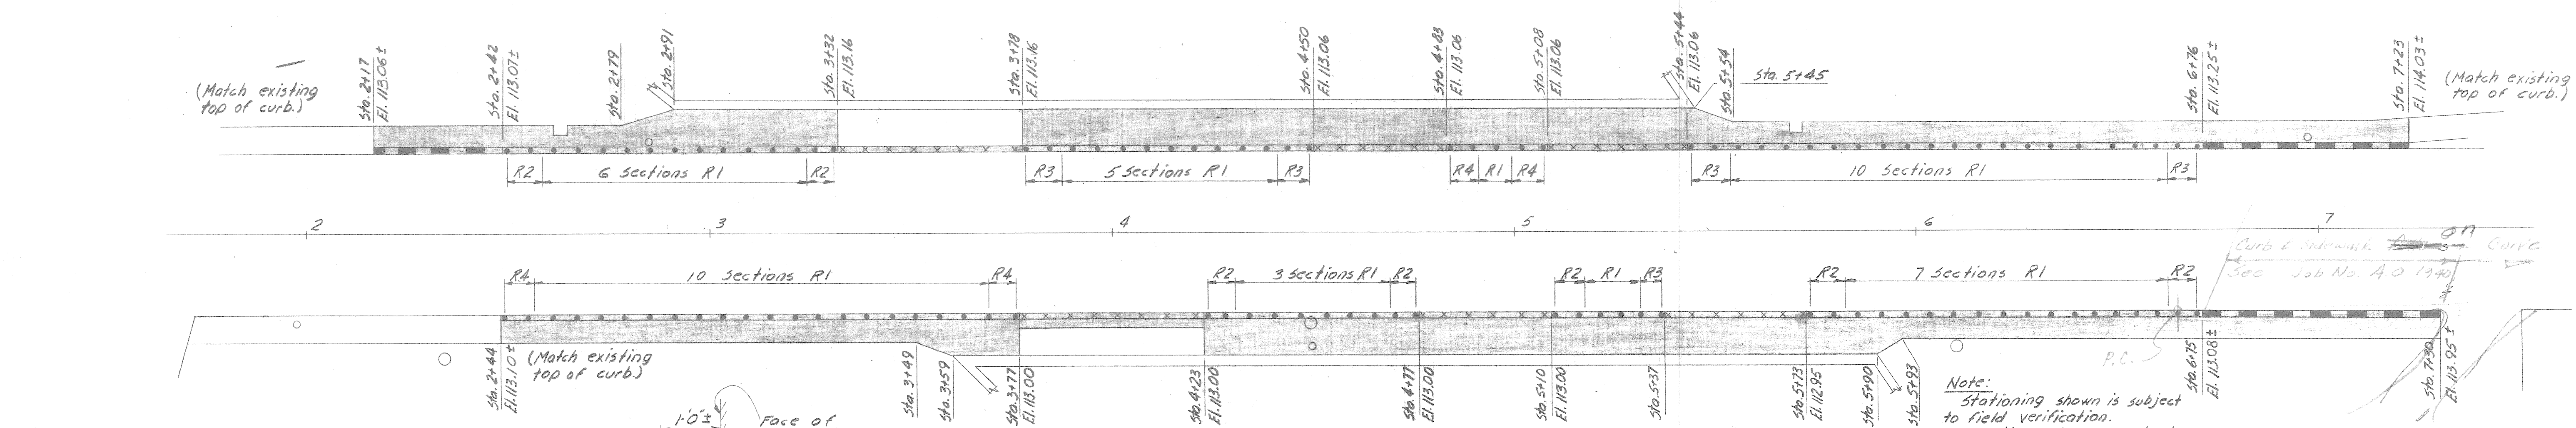 (Match existing
top of curb.)
Sta. 2+17
El. 113.06±
Sta. 2+42
El. 113.07±
Sta. 2+79
Sta. 2+91
Sta. 3+32
El. 113.16
Sta. 3+78
El. 113.16
Sta. 4+50
El. 113.06
Sta. 4+83
El. 113.06
Sta. 5+08
El. 113.06
Sta. 5+44
El. 113.06
Sta. 5+54
Sta. 5+45
Sta. 6+76
El. 113.25±
Sta. 7+23
El. 114.03±
(Match existing
top of curb.)
R2 6 Sections R1 R2
R3 5 Sections R1 R3
R4 R1 R4
R3 10 Sections R1 R3
2 3 4 5 6 7
Curb & Sidewalk on Curve
See Job No. A.O. 1940
R4 10 Sections R1 R4
R2 3 Sections R1 R2
R2 R1 R3
R2 7 Sections R1 R2
Sta. 2+44
El. 113.10±
(Match existing
top of curb.)
Sta. 3+49
Sta. 3+59
Sta. 3+77
El. 113.00
Sta. 4+23
El. 113.00
Sta. 4+77
El. 113.00
Sta. 5+10
El. 113.00
Sta. 5+37
Sta. 5+73
El. 112.95
Sta. 5+90
Sta. 5+93
P.C.
Sta. 6+75
El. 113.08±
Sta. 7+30
El. 113.95±
1'-0"± Face of
Note:
Stationing shown is subject
to field verification.